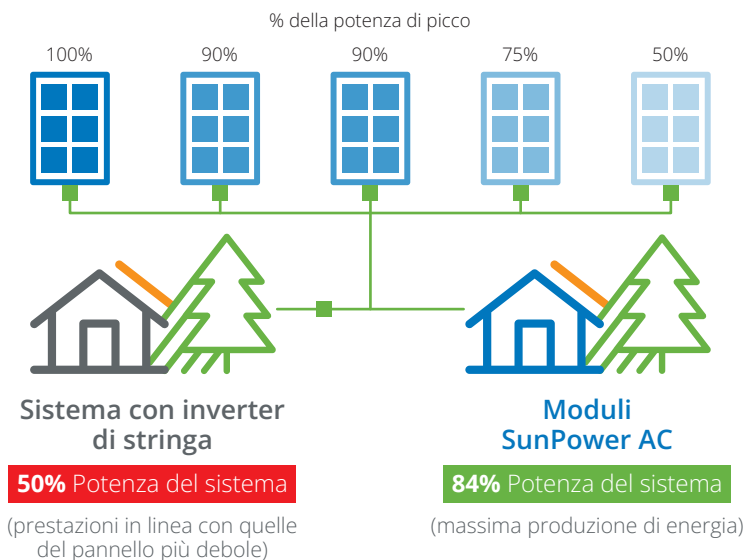 % della potenza di picco
100%
90%
90%
75%
50%
Sistema con inverter
di stringa
50% Potenza del sistema
(prestazioni in linea con quelle
del pannello più debole)
Moduli
SunPower AC
84% Potenza del sistema
(massima produzione di energia)